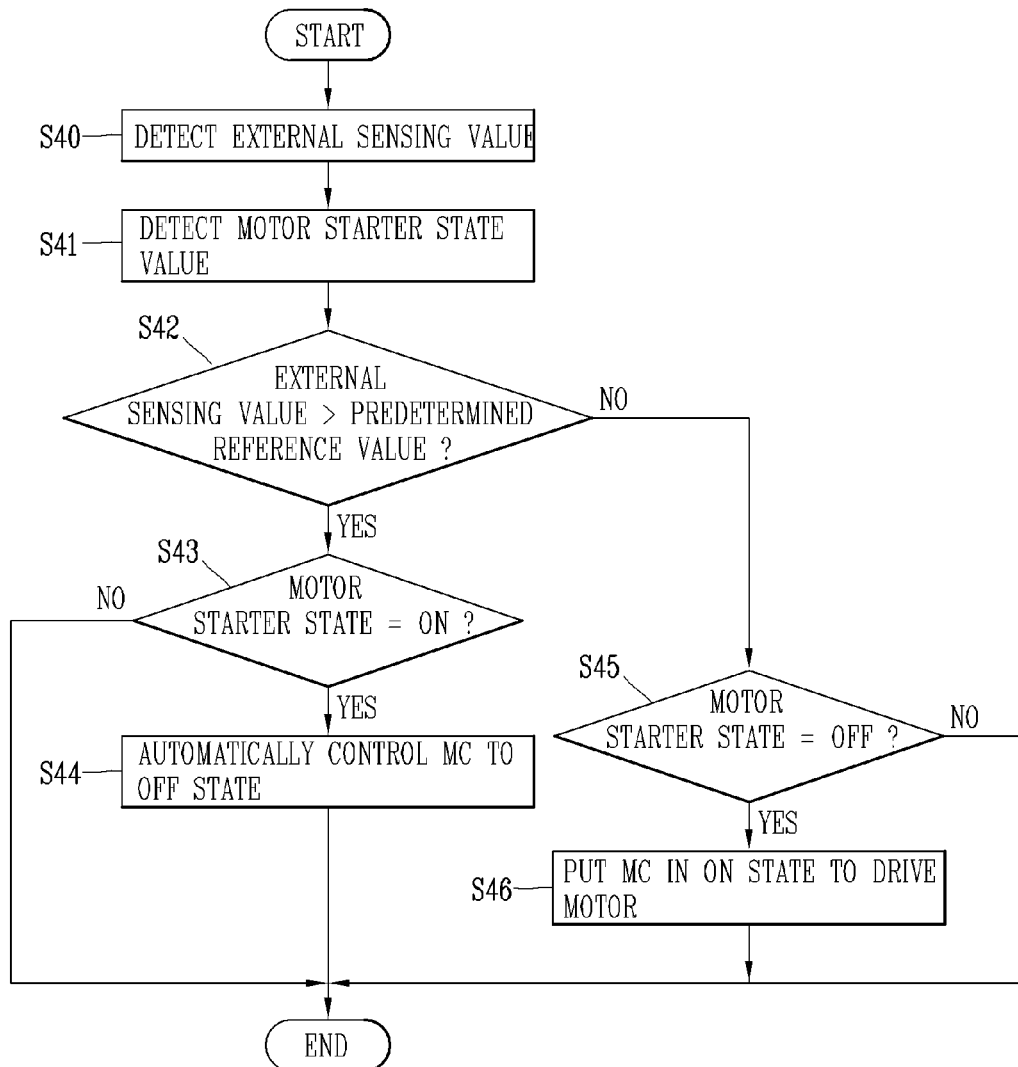 START
S40
DETECT EXTERNAL SENSING VALUE
S41
DETECT MOTOR STARTER STATE
VALUE
S42
EXTERNAL
SENSING VALUE > PREDETERMINED
REFERENCE VALUE ?
NO
YES
S43
MOTOR
STARTER STATE = ON ?
NO
YES
S44
AUTOMATICALLY CONTROL MC TO
OFF STATE
S45
MOTOR
STARTER STATE = OFF ?
NO
YES
S46
PUT MC IN ON STATE TO DRIVE
MOTOR
END